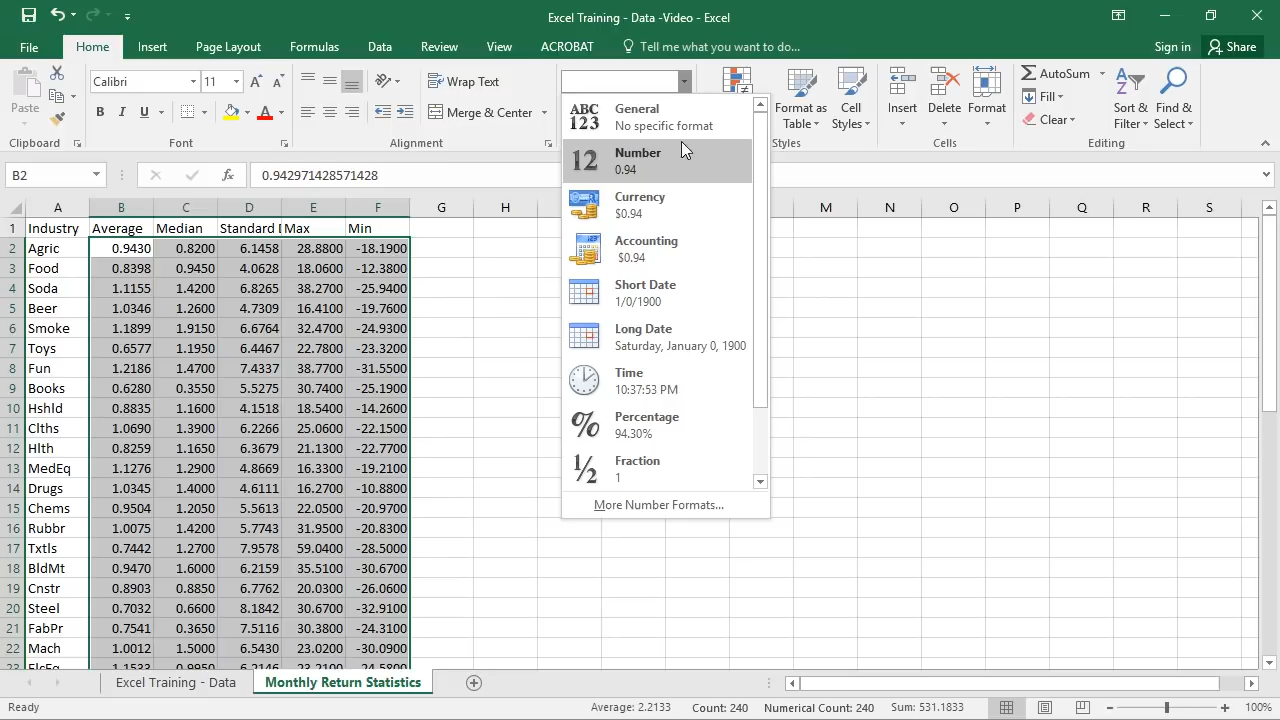 Excel Training - Data -Video - Excel
File Home Insert Page Layout Formulas Data Review View ACROBAT Tell me what you want to do... Sign in Share
Paste
Calibri 11
B I U
Wrap Text
Merge & Center
Format as Table
Cell Styles
Insert Delete Format
AutoSum
Fill
Clear
Sort & Filter
Find & Select
Clipboard Font Alignment Styles Cells Editing
B2 fx 0.942971428571428
ABC 123 General
No specific format
12 Number
0.94
Currency
$0.94
Accounting
$0.94
Short Date
1/0/1900
Long Date
Saturday, January 0, 1900
Time
10:37:53 PM
% Percentage
94.30%
½ Fraction
1
More Number Formats...
A B C D E F G H M N O P Q R S
1 Industry Average Median Standard D Max Min
2 Agric 0.9430 0.8200 6.1458 28.8800 -18.1900
3 Food 0.8398 0.9450 4.0628 18.0600 -12.3800
4 Soda 1.1155 1.4200 6.8265 38.2700 -25.9400
5 Beer 1.0346 1.2600 4.7309 16.4100 -19.7600
6 Smoke 1.1899 1.9150 6.6764 32.4700 -24.9300
7 Toys 0.6577 1.1950 6.4467 22.7800 -23.3200
8 Fun 1.2186 1.4700 7.4337 38.7700 -31.5500
9 Books 0.6280 0.3550 5.5275 30.7400 -25.1900
10 Hshld 0.8835 1.1600 4.1518 18.5400 -14.2600
11 Clths 1.0690 1.3900 6.2266 25.0600 -22.1500
12 Hlth 0.8259 1.1650 6.3679 21.1300 -22.7700
13 MedEq 1.1276 1.2900 4.8669 16.3300 -19.2100
14 Drugs 1.0345 1.4000 4.6111 16.2700 -10.8800
15 Chems 0.9504 1.2050 5.5613 22.0500 -20.9700
16 Rubbr 1.0075 1.4200 5.7743 31.9500 -20.8300
17 Txtls 0.7442 1.2700 7.9578 59.0400 -28.5000
18 BldMt 0.9470 1.6000 6.2159 35.5100 -30.6700
19 Cnstr 0.8903 0.8850 6.7762 20.0300 -26.0600
20 Steel 0.7032 0.6600 8.1842 30.6700 -32.9100
21 FabPr 0.7541 0.3650 7.5116 30.3800 -24.3100
22 Mach 1.0012 1.5000 6.5430 23.0200 -30.0900
23 ElcEq 1.1533 0.9950 6.2146 23.2100 -24.5800
Excel Training - Data Monthly Return Statistics
Ready Average: 2.2133 Count: 240 Numerical Count: 240 Sum: 531.1833 100%